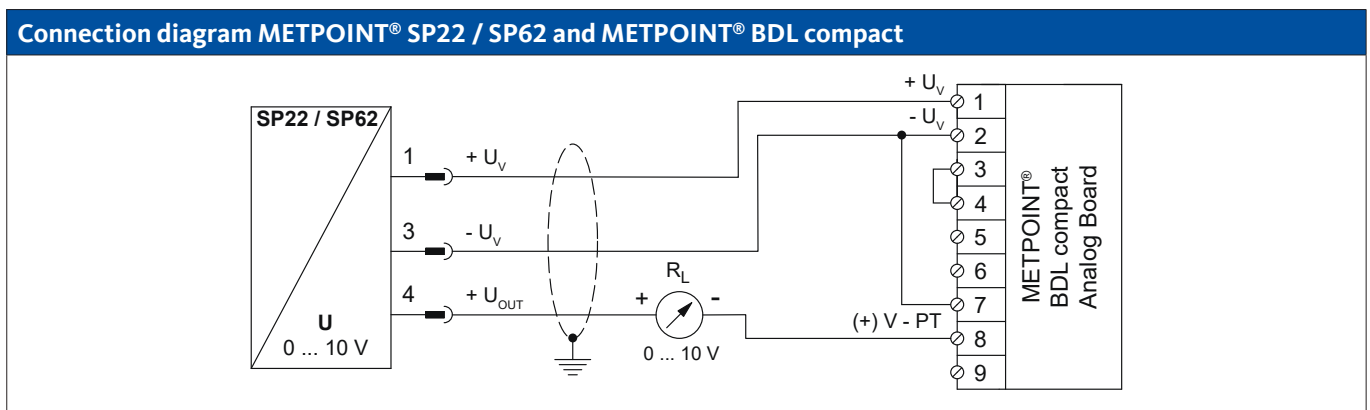 Connection diagram METPOINT® SP22 / SP62 and METPOINT® BDL compact
SP22 / SP62
U
0 ... 10 V
1
+ Uv
3
- Uv
4
+ UOUT
RL
+
-
0 ... 10 V
+ Uv
- Uv
(+) V - PT
1
2
3
4
5
6
7
8
9
METPOINT®
BDL compact
Analog Board